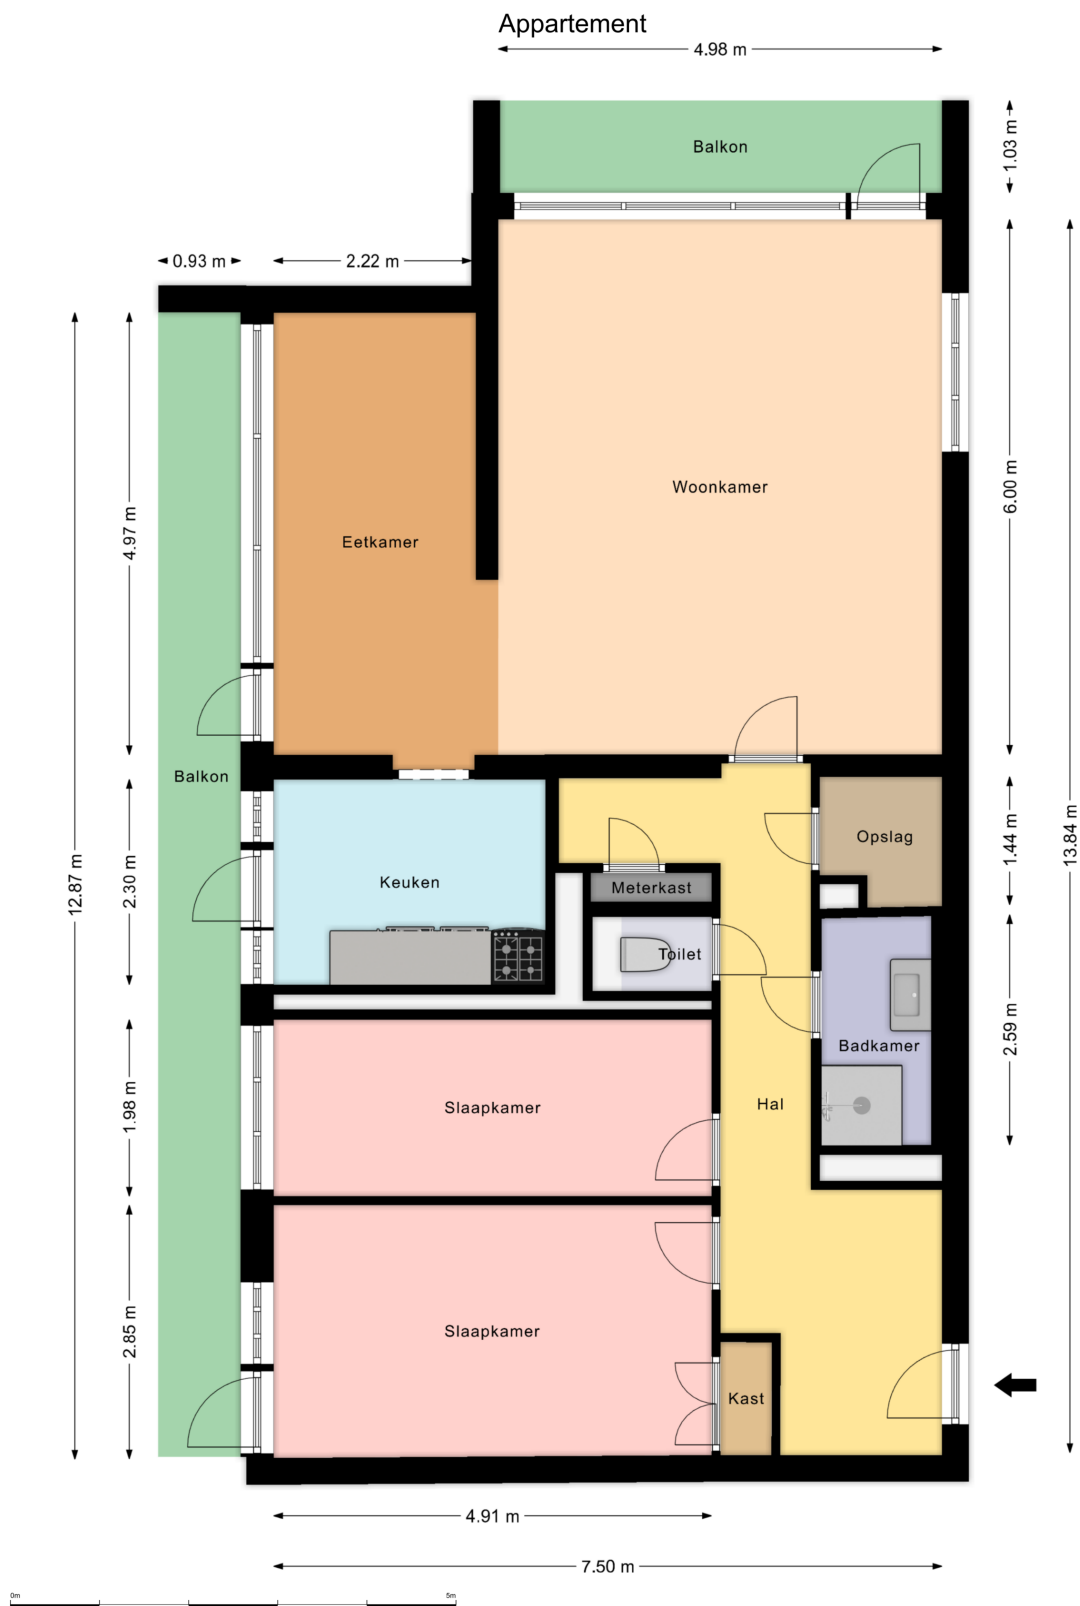 Appartement
4.98 m
Balkon
1.03 m
0.93 m
2.22 m
Woonkamer
6.00 m
Eetkamer
4.97 m
Balkon
12.87 m
13.84 m
Keuken
2.30 m
Opslag
1.44 m
Meterkast
Toilet
Badkamer
2.59 m
Hal
Slaapkamer
1.98 m
Slaapkamer
2.85 m
Kast
4.91 m
7.50 m
0m
5m